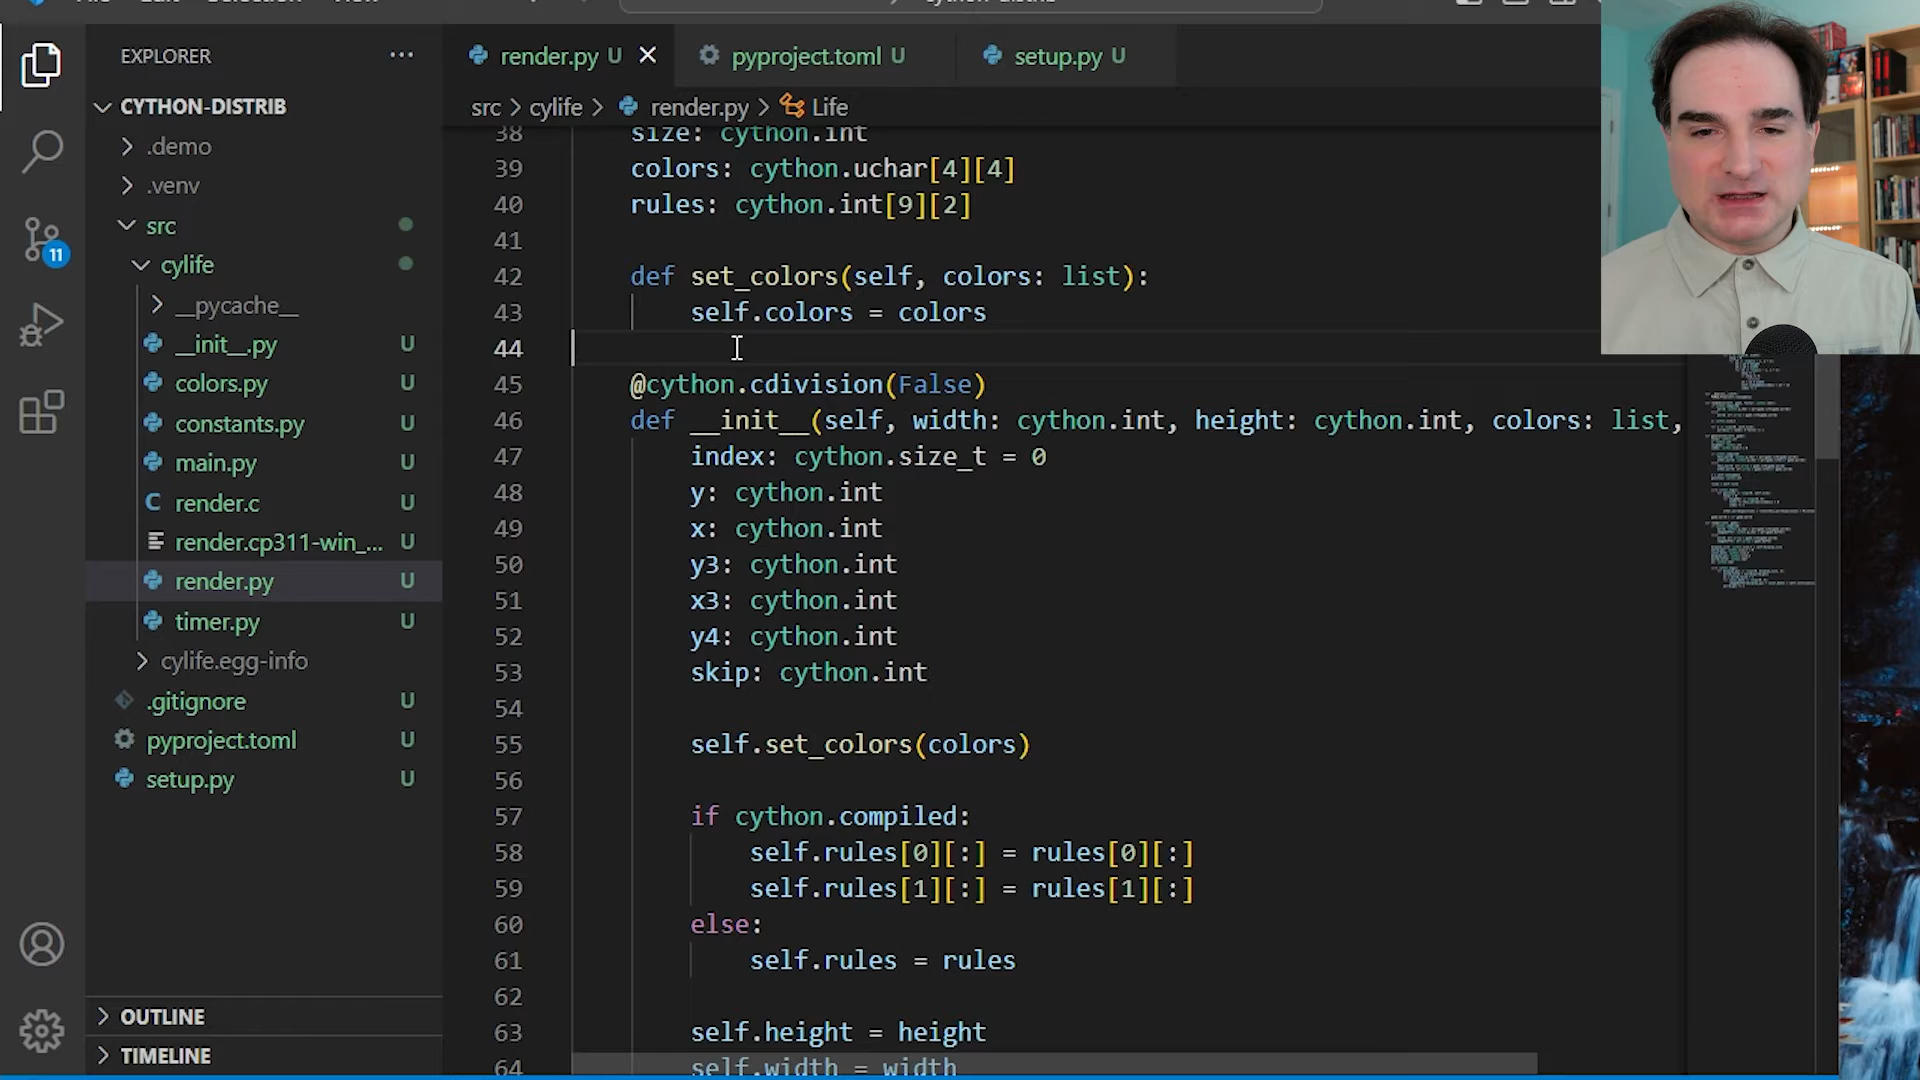 EXPLORER
CYTHON-DISTRIB
.demo
.venv
src
cylife
__pycache__
__init__.py U
colors.py U
constants.py U
main.py U
render.c U
render.cp311-win_... U
render.py U
timer.py U
cylife.egg-info
.gitignore U
pyproject.toml U
setup.py U
OUTLINE
TIMELINE
11
render.py U
pyproject.toml U
setup.py U
src > cylife > render.py > Life
38 size: cython.int
39 colors: cython.uchar[4][4]
40 rules: cython.int[9][2]
41
42 def set_colors(self, colors: list):
43 self.colors = colors
44
45 @cython.cdivision(False)
46 def __init__(self, width: cython.int, height: cython.int, colors: list,
47 index: cython.size_t = 0
48 y: cython.int
49 x: cython.int
50 y3: cython.int
51 x3: cython.int
52 y4: cython.int
53 skip: cython.int
54
55 self.set_colors(colors)
56
57 if cython.compiled:
58 self.rules[0][:] = rules[0][:]
59 self.rules[1][:] = rules[1][:]
60 else:
61 self.rules = rules
62
63 self.height = height
64 self.width = width